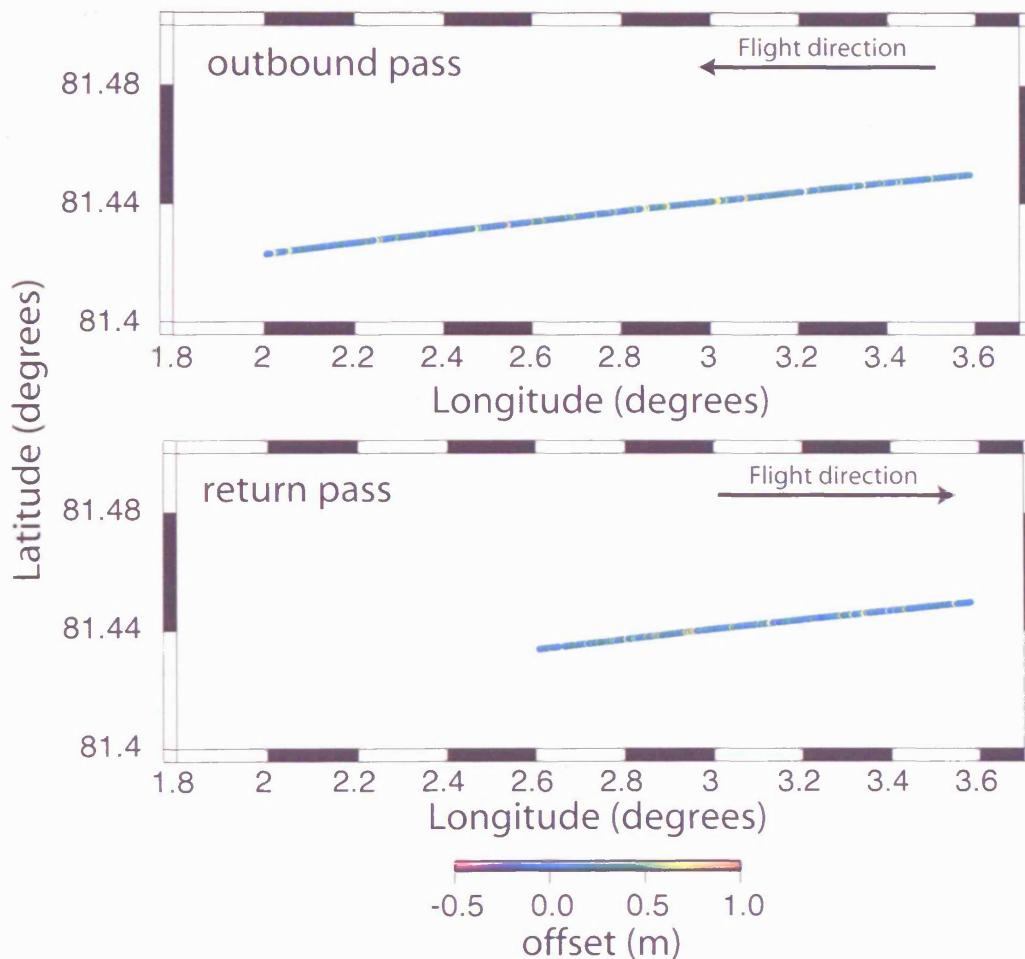 outbound pass
Flight direction
81.48
81.44
81.4
1.8 2 2.2 2.4 2.6 2.8 3 3.2 3.4 3.6
Longitude (degrees)
Latitude (degrees)
return pass
Flight direction
81.48
81.44
81.4
1.8 2 2.2 2.4 2.6 2.8 3 3.2 3.4 3.6
Longitude (degrees)
-0.5 0.0 0.5 1.0
offset (m)